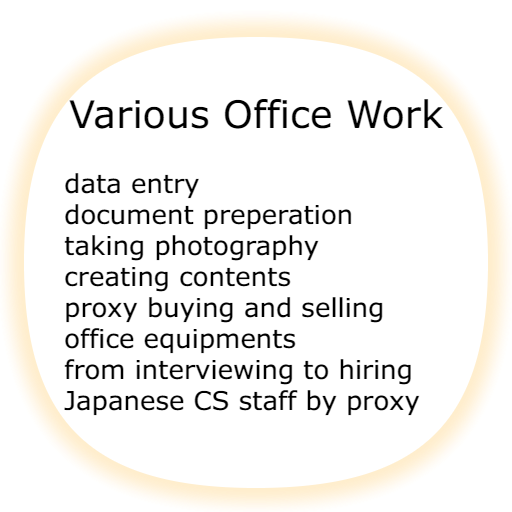 Various Office Work
data entry
document preperation
taking photography
creating contents
proxy buying and selling
office equipments
from interviewing to hiring
Japanese CS staff by proxy